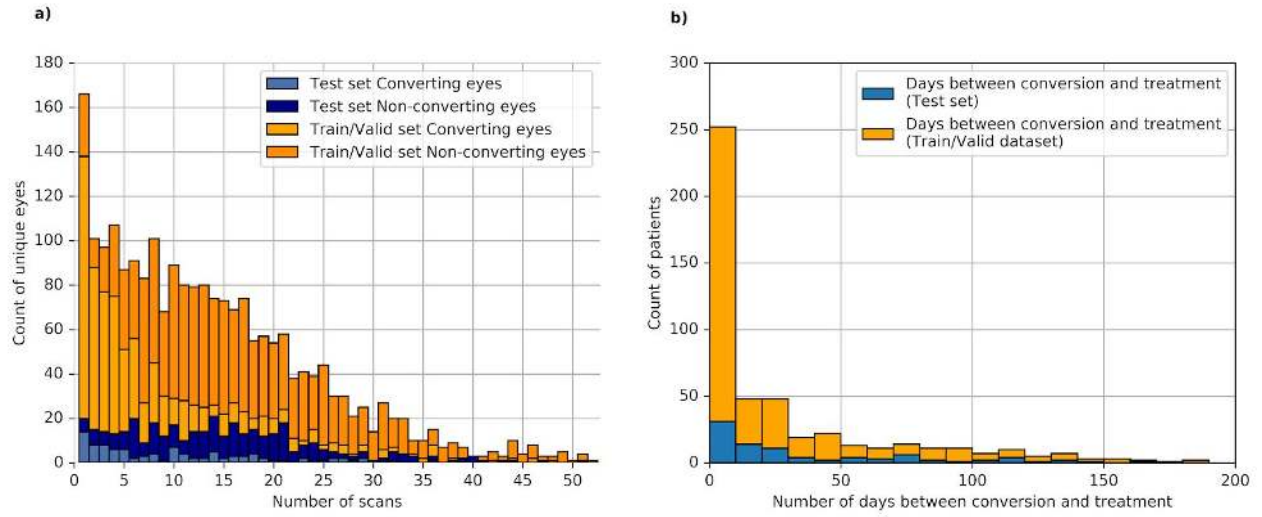 a)
180
160
140
120
100
80
60
40
20
0
Count of unique eyes
Test set Converting eyes
Test set Non-converting eyes
Train/Valid set Converting eyes
Train/Valid set Non-converting eyes
0 5 10 15 20 25 30 35 40 45 50
Number of scans
b)
300
250
200
150
100
50
0
Count of patients
Days between conversion and treatment
(Test set)
Days between conversion and treatment
(Train/Valid dataset)
0 50 100 150 200
Number of days between conversion and treatment